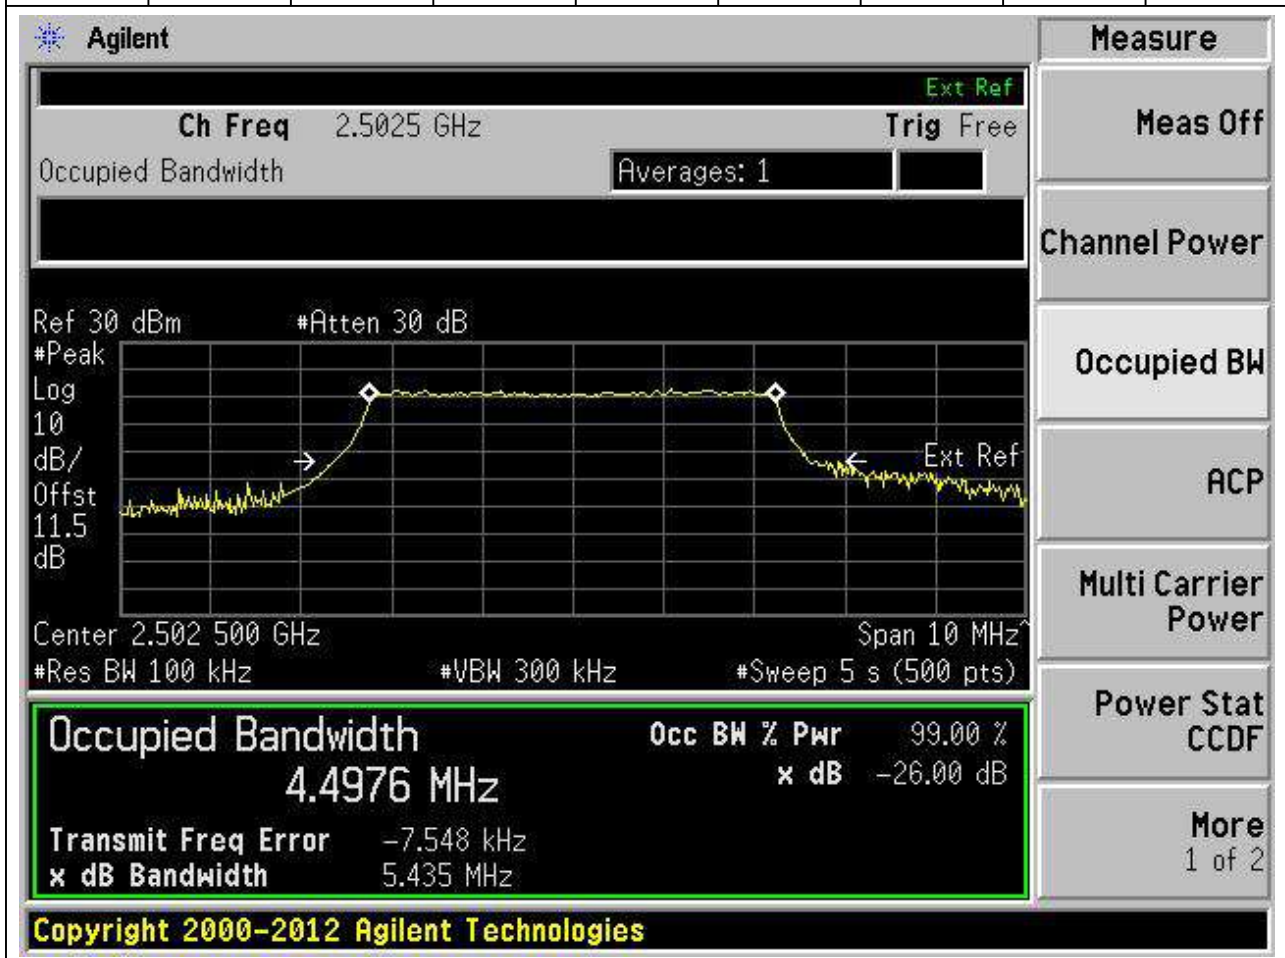 Agilent
Measure
Ext Ref
Ch Freq 2.5025 GHz Trig Free
Meas Off
Occupied Bandwidth Averages: 1
Channel Power
Ref 30 dBm #Atten 30 dB
#Peak
Log
10
dB/
Offst
11.5
dB
Ext Ref
Occupied BW
ACP
Center 2.502 500 GHz Span 10 MHz^
#Res BW 100 kHz #VBW 300 kHz #Sweep 5 s (500 pts)
Multi Carrier
Power
Occupied Bandwidth Occ BW % Pwr 99.00 %
4.4976 MHz x dB -26.00 dB
Transmit Freq Error -7.548 kHz
x dB Bandwidth 5.435 MHz
Power Stat
CCDF
More
1 of 2
Copyright 2000-2012 Agilent Technologies